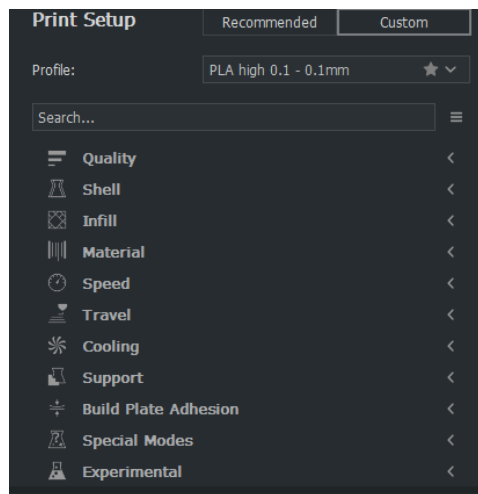 Print Setup Recommended Custom
Profile: PLA high 0.1 - 0.1mm
Search...
Quality
Shell
Infill
Material
Speed
Travel
Cooling
Support
Build Plate Adhesion
Special Modes
Experimental